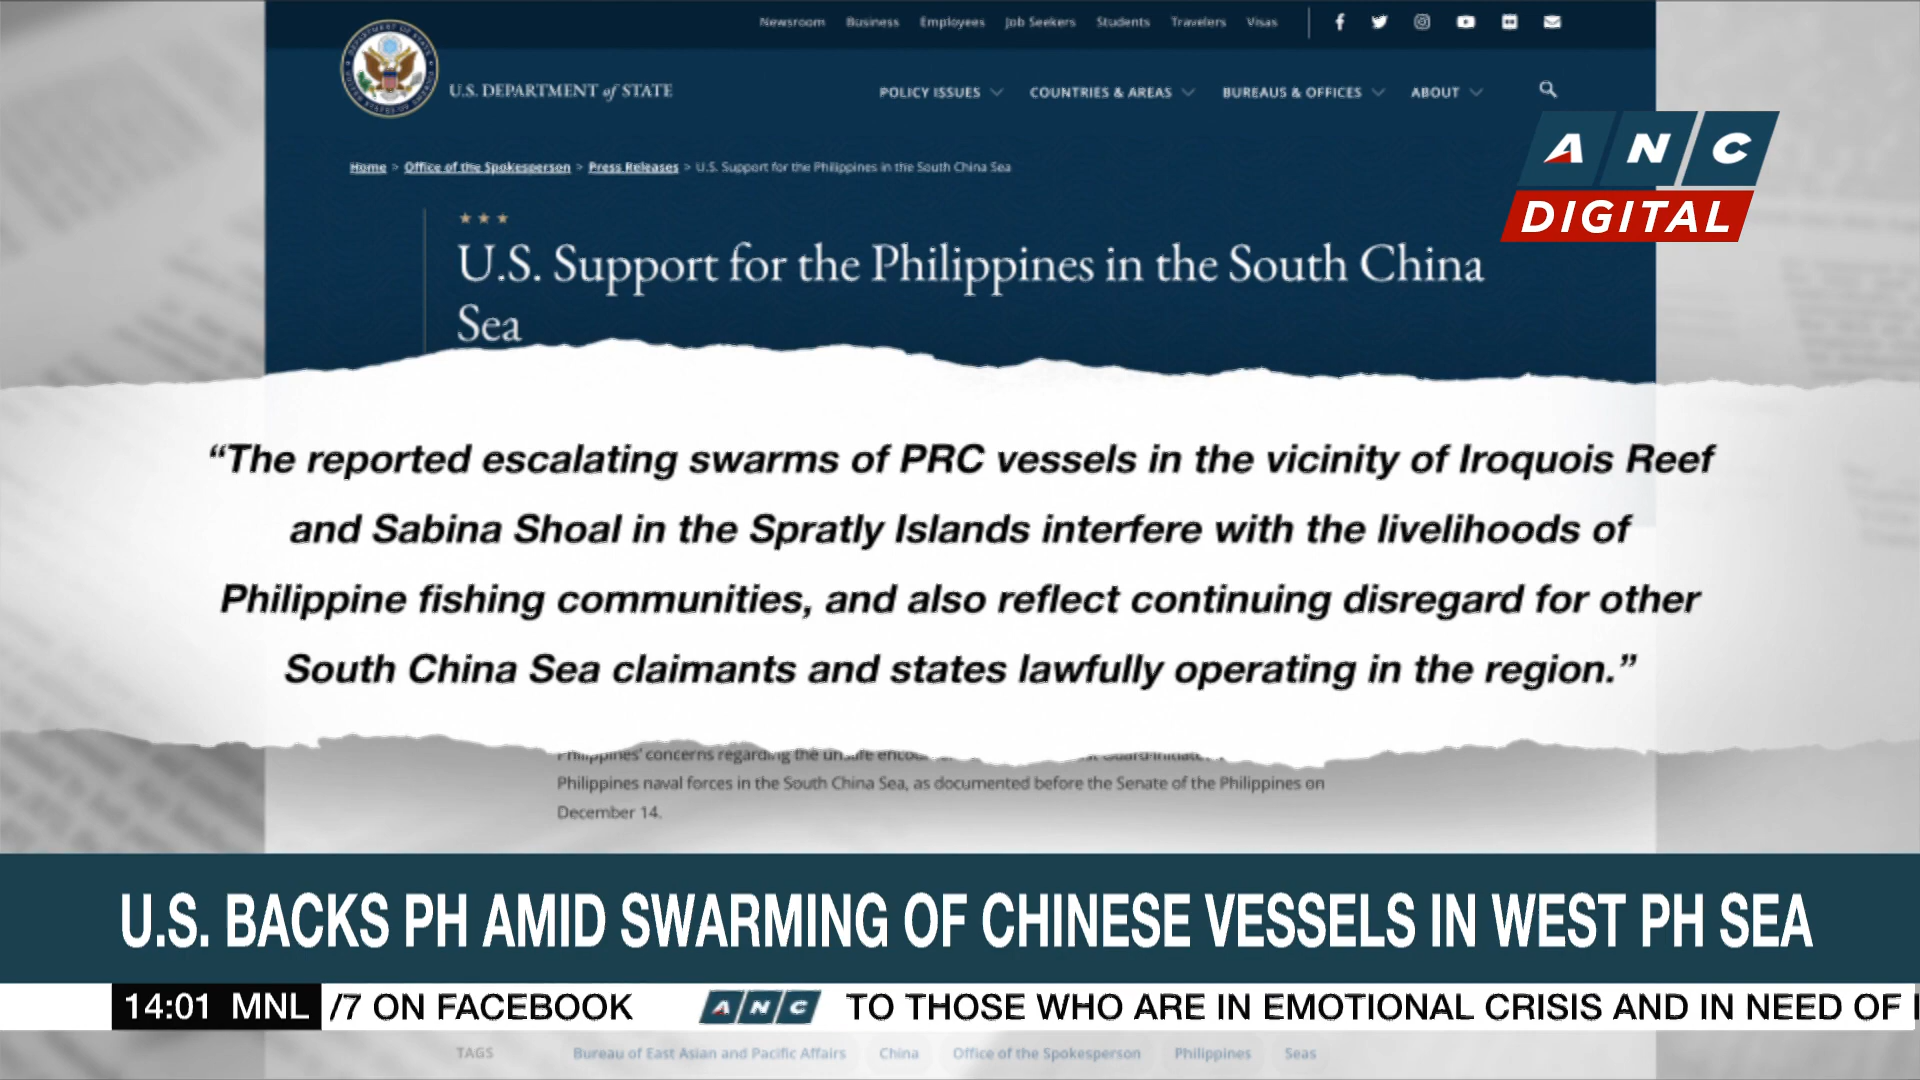 Newsroom Business Employees Job Seekers Students Travelers Visas
U.S. DEPARTMENT of STATE
POLICY ISSUES COUNTRIES & AREAS BUREAUS & OFFICES ABOUT
ANC
DIGITAL
Home > Office of the Spokesperson > Press Releases > U.S. Support for the Philippines in the South China Sea
U.S. Support for the Philippines in the South China
Sea
“The reported escalating swarms of PRC vessels in the vicinity of Iroquois Reef
and Sabina Shoal in the Spratly Islands interfere with the livelihoods of
Philippine fishing communities, and also reflect continuing disregard for other
South China Sea claimants and states lawfully operating in the region.”
Philippines' concerns regarding the unsafe
Philippines naval forces in the South China Sea, as documented before the Senate of the Philippines on
December 14.
U.S. BACKS PH AMID SWARMING OF CHINESE VESSELS IN WEST PH SEA
14:01 MNL /7 ON FACEBOOK ANC TO THOSE WHO ARE IN EMOTIONAL CRISIS AND IN NEED OF
TAGS Bureau of East Asian and Pacific Affairs China Office of the Spokesperson Philippines Seas